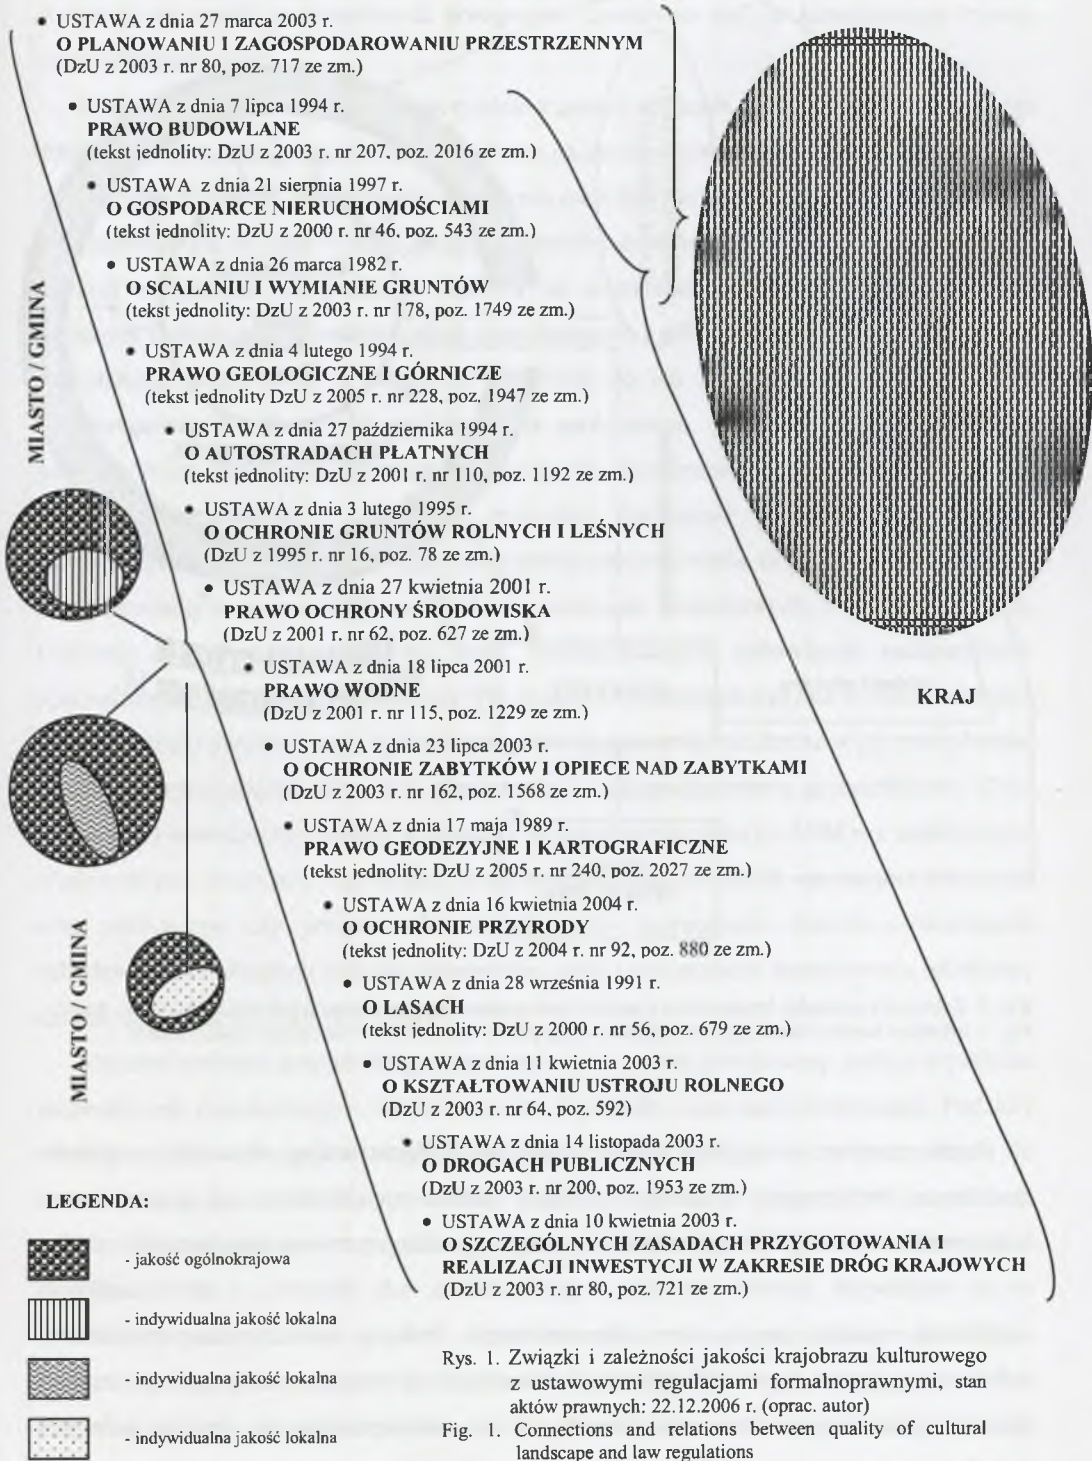 • USTAWA z dnia 27 marca 2003 r.
O PLANOWANIU I ZAGOSPODAROWANIU PRZESTRZENNYM
(DzU z 2003 r. nr 80, poz. 717 ze zm.)
• USTAWA z dnia 7 lipca 1994 r.
PRAWO BUDOWLANE
(tekst jednolity: DzU z 2003 r. nr 207, poz. 2016 ze zm.)
• USTAWA z dnia 21 sierpnia 1997 r.
O GOSPODARCE NIERUCHOMOŚCIAMI
(tekst jednolity: DzU z 2000 r. nr 46, poz. 543 ze zm.)
• USTAWA z dnia 26 marca 1982 r.
O SCALANIU I WYMIANIE GRUNTÓW
(tekst jednolity: DzU z 2003 r. nr 178, poz. 1749 ze zm.)
• USTAWA z dnia 4 lutego 1994 r.
PRAWO GEOLOGICZNE I GÓRNICZE
(tekst jednolity DzU z 2005 r. nr 228, poz. 1947 ze zm.)
• USTAWA z dnia 27 października 1994 r.
O AUTOSTRADACH PŁATNYCH
(tekst jednolity: DzU z 2001 r. nr 110, poz. 1192 ze zm.)
• USTAWA z dnia 3 lutego 1995 r.
O OCHRONIE GRUNTÓW ROLNYCH I LEŚNYCH
(DzU z 1995 r. nr 16, poz. 78 ze zm.)
• USTAWA z dnia 27 kwietnia 2001 r.
PRAWO OCHRONY ŚRODOWISKA
(DzU z 2001 r. nr 62, poz. 627 ze zm.)
• USTAWA z dnia 18 lipca 2001 r.
PRAWO WODNE
(DzU z 2001 r. nr 115, poz. 1229 ze zm.)
• USTAWA z dnia 23 lipca 2003 r.
O OCHRONIE ZABYTKÓW I OPIECE NAD ZABYTKAMI
(DzU z 2003 r. nr 162, poz. 1568 ze zm.)
• USTAWA z dnia 17 maja 1989 r.
PRAWO GEODEZYJNE I KARTOGRAFICZNE
(tekst jednolity: DzU z 2005 r. nr 240, poz. 2027 ze zm.)
• USTAWA z dnia 16 kwietnia 2004 r.
O OCHRONIE PRZYRODY
(tekst jednolity: DzU z 2004 r. nr 92, poz. 880 ze zm.)
• USTAWA z dnia 28 września 1991 r.
O LASACH
(tekst jednolity: DzU z 2000 r. nr 56, poz. 679 ze zm.)
• USTAWA z dnia 11 kwietnia 2003 r.
O KSZTAŁTOWANIU USTROJU ROLNEGO
(DzU z 2003 r. nr 64, poz. 592)
• USTAWA z dnia 14 listopada 2003 r.
O DROGACH PUBLICZNYCH
(DzU z 2003 r. nr 200, poz. 1953 ze zm.)
• USTAWA z dnia 10 kwietnia 2003 r.
O SZCZEGÓLNYCH ZASADACH PRZYGOTOWANIA I
REALIZACJI INWESTYCJI W ZAKRESIE DRÓG KRAJOWYCH
(DzU z 2003 r. nr 80, poz. 721 ze zm.)
MIASTO / GMINA
MIASTO / GMINA
KRAJ
LEGENDA:
- jakość ogólnokrajowa
- indywidualna jakość lokalna
- indywidualna jakość lokalna
- indywidualna jakość lokalna
Rys. 1. Związki i zależności jakości krajobrazu kulturowego
z ustawowymi regulacjami formalnoprawnymi, stan
aktów prawnych: 22.12.2006 r. (oprac. autor)
Fig. 1. Connections and relations between quality of cultural
landscape and law regulations